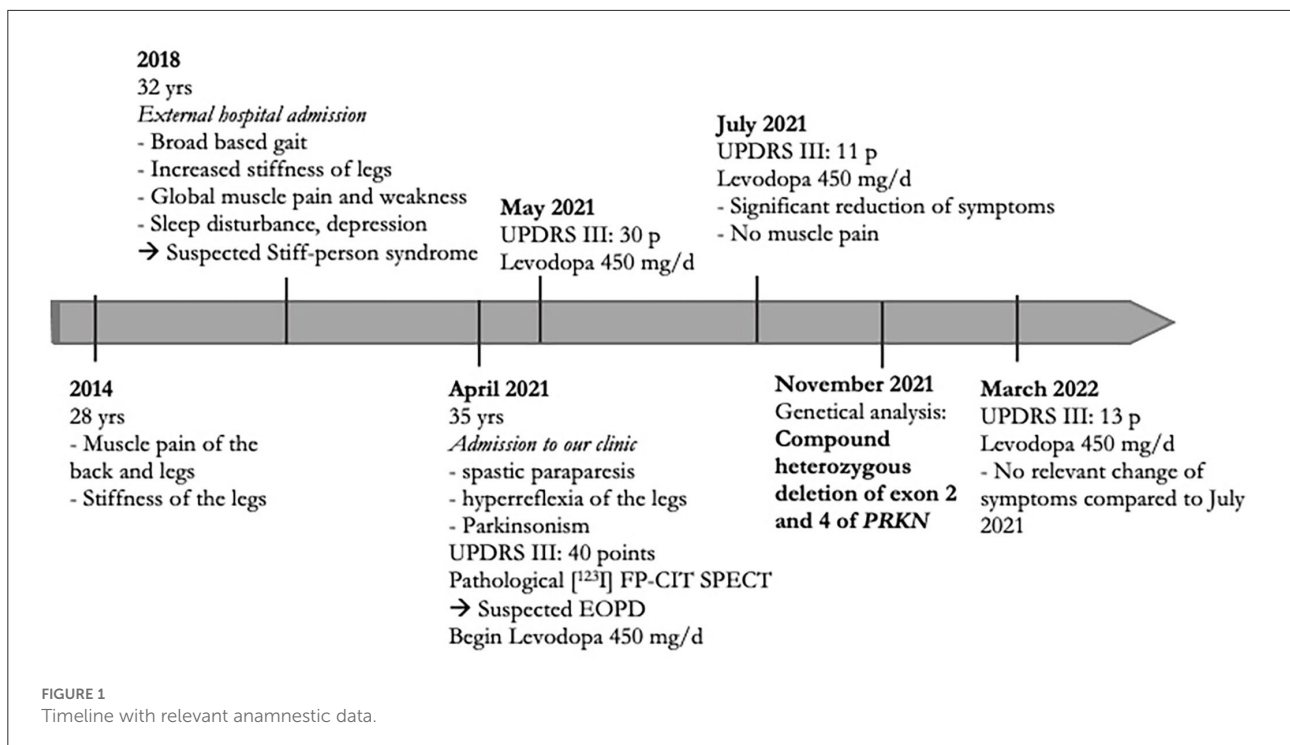 2018
32 yrs
External hospital admission
- Broad based gait
- Increased stiffness of legs
- Global muscle pain and weakness
- Sleep disturbance, depression
→ Suspected Stiff-person syndrome
May 2021
UPDRS III: 30 p
Levodopa 450 mg/d
July 2021
UPDRS III: 11 p
Levodopa 450 mg/d
- Significant reduction of symptoms
- No muscle pain
2014
28 yrs
- Muscle pain of the
back and legs
- Stiffness of the legs
April 2021
35 yrs
Admission to our clinic
- spastic paraparesis
- hyperreflexia of the legs
- Parkinsonism
UPDRS III: 40 points
Pathological [¹²³I] FP-CIT SPECT
→ Suspected EOPD
Begin Levodopa 450 mg/d
November 2021
Genetical analysis:
Compound
heterozygous
deletion of exon 2
and 4 of PRKN
March 2022
UPDRS III: 13 p
Levodopa 450 mg/d
- No relevant change of
symptoms compared to July
2021
FIGURE 1
Timeline with relevant anamnestic data.